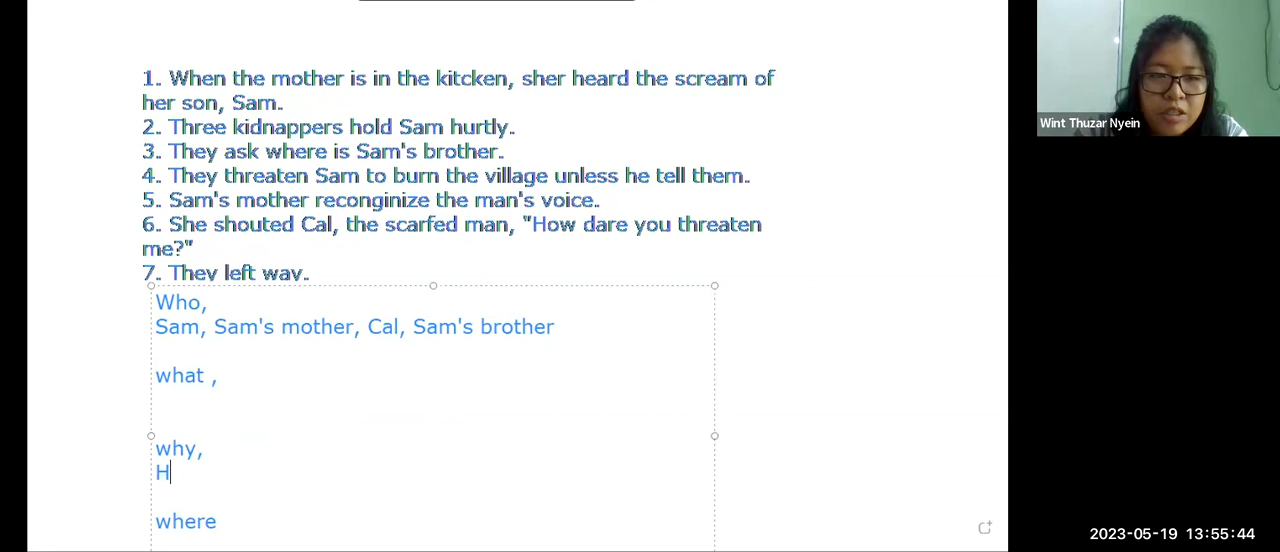 1. When the mother is in the kitcken, sher heard the scream of
her son, Sam.
2. Three kidnappers hold Sam hurtly.
3. They ask where is Sam's brother.
4. They threaten Sam to burn the village unless he tell them.
5. Sam's mother reconginize the man's voice.
6. She shouted Cal, the scarfed man, "How dare you threaten
me?"
7. They left way.
Who,
Sam, Sam's mother, Cal, Sam's brother
what ,
why,
H
where
Wint Thuzar Nyein
2023-05-19 13:55:44